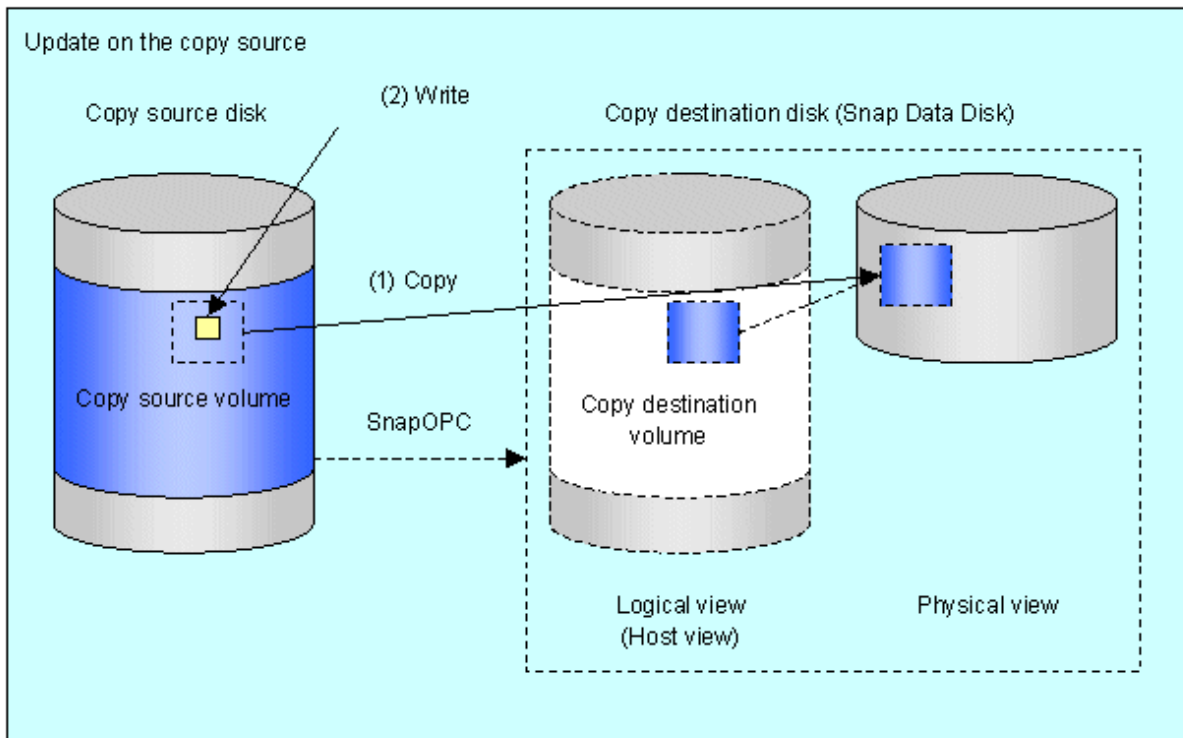 Update on the copy source
(2) Write
Copy source disk
Copy destination disk (Snap Data Disk)
(1) Copy
Copy source volume
SnapOPC
Copy destination
volume
Logical view
(Host view)
Physical view